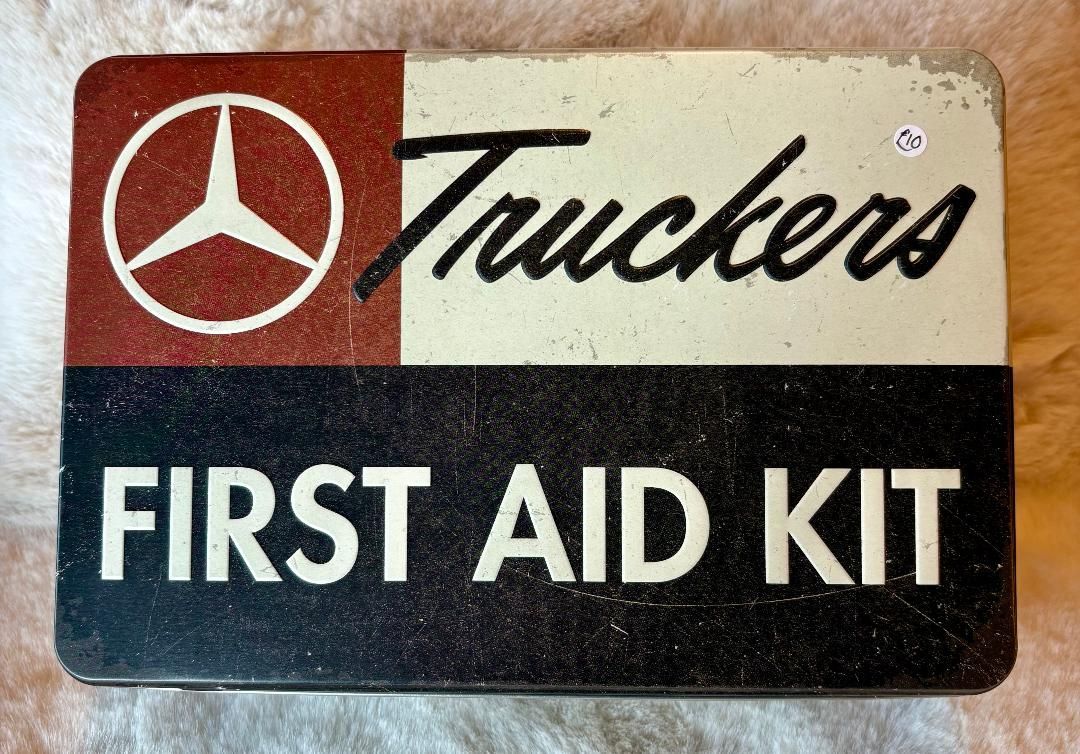 Truckers
£10
FIRST AID KIT